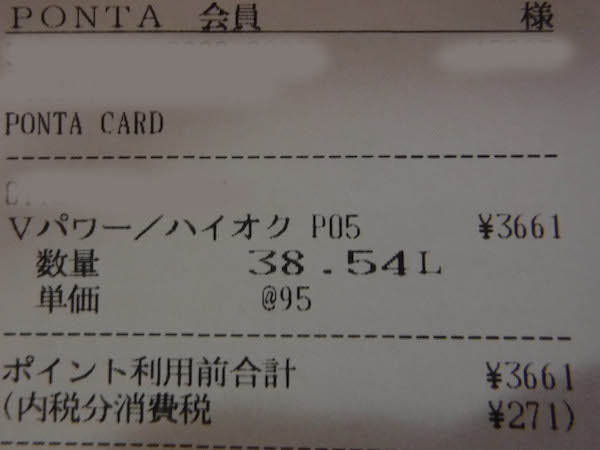 PONTA 会員 様
PONTA CARD
Vパワー/ハイオク P05 ¥3661
数量 38.54L
単価 @95
ポイント利用前合計 ¥3661
(内税分消費税 ¥271)